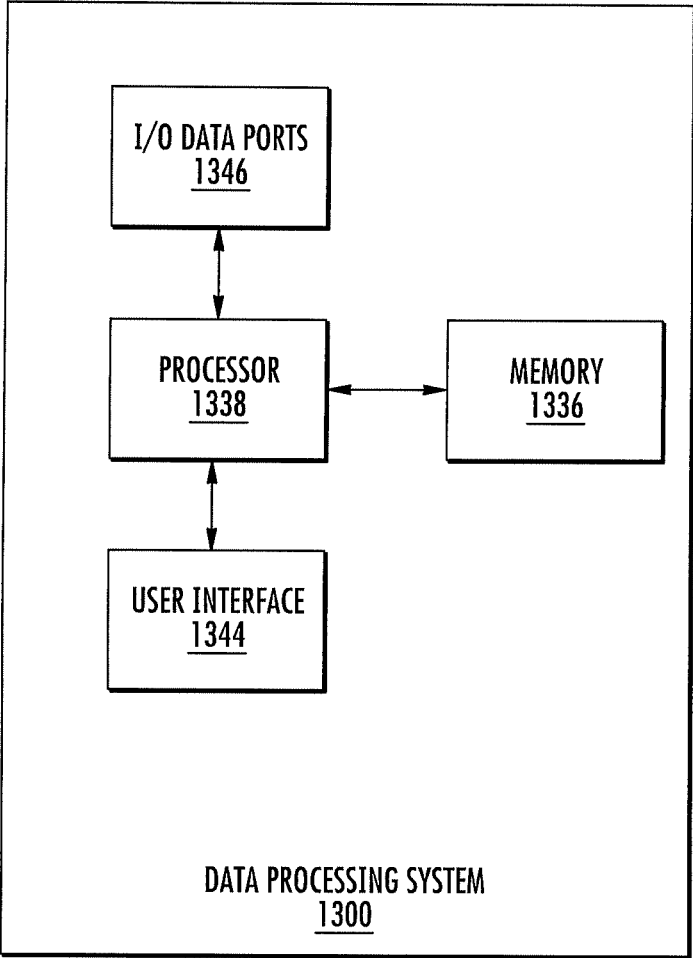 I/O DATA PORTS
1346
PROCESSOR
1338
MEMORY
1336
USER INTERFACE
1344
DATA PROCESSING SYSTEM
1300